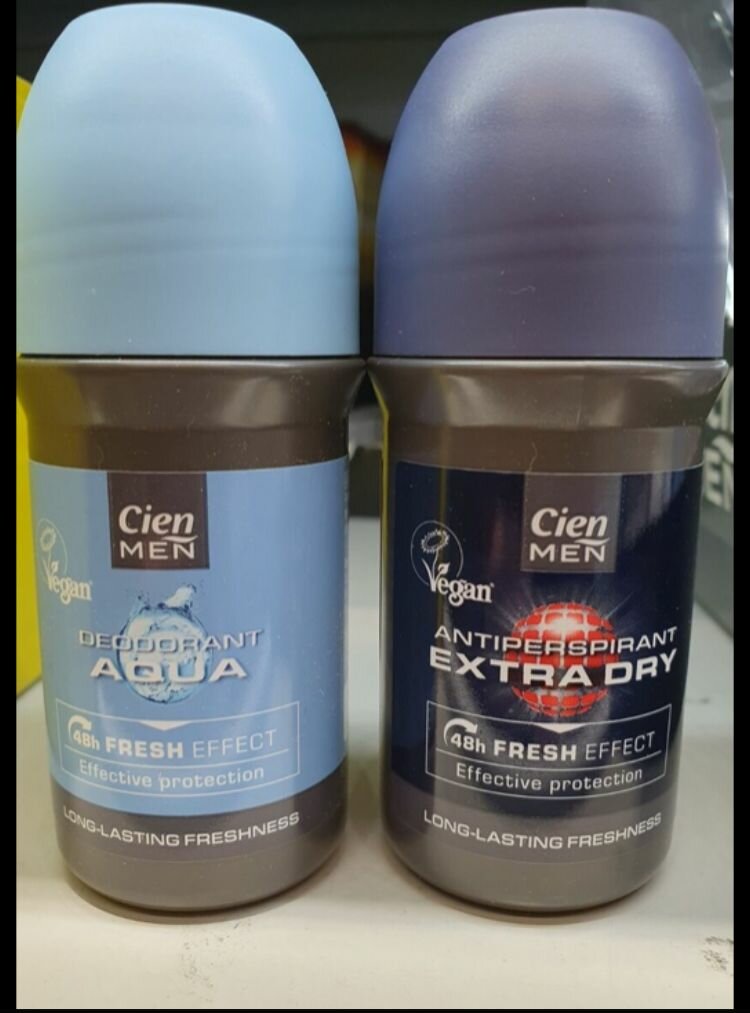 Cien
MEN
Vegan
DEODORANT
AQUA
48h FRESH EFFECT
Effective protection
LONG-LASTING FRESHNESS
Cien
MEN
Vegan
ANTIPERSPIRANT
EXTRA DRY
48h FRESH EFFECT
Effective protection
LONG-LASTING FRESHNESS